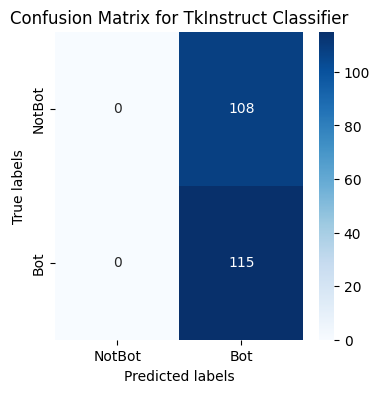 Confusion Matrix for TkInstruct Classifier
True labels
NotBot
Bot
0
108
0
115
NotBot
Bot
Predicted labels
100
80
60
40
20
0